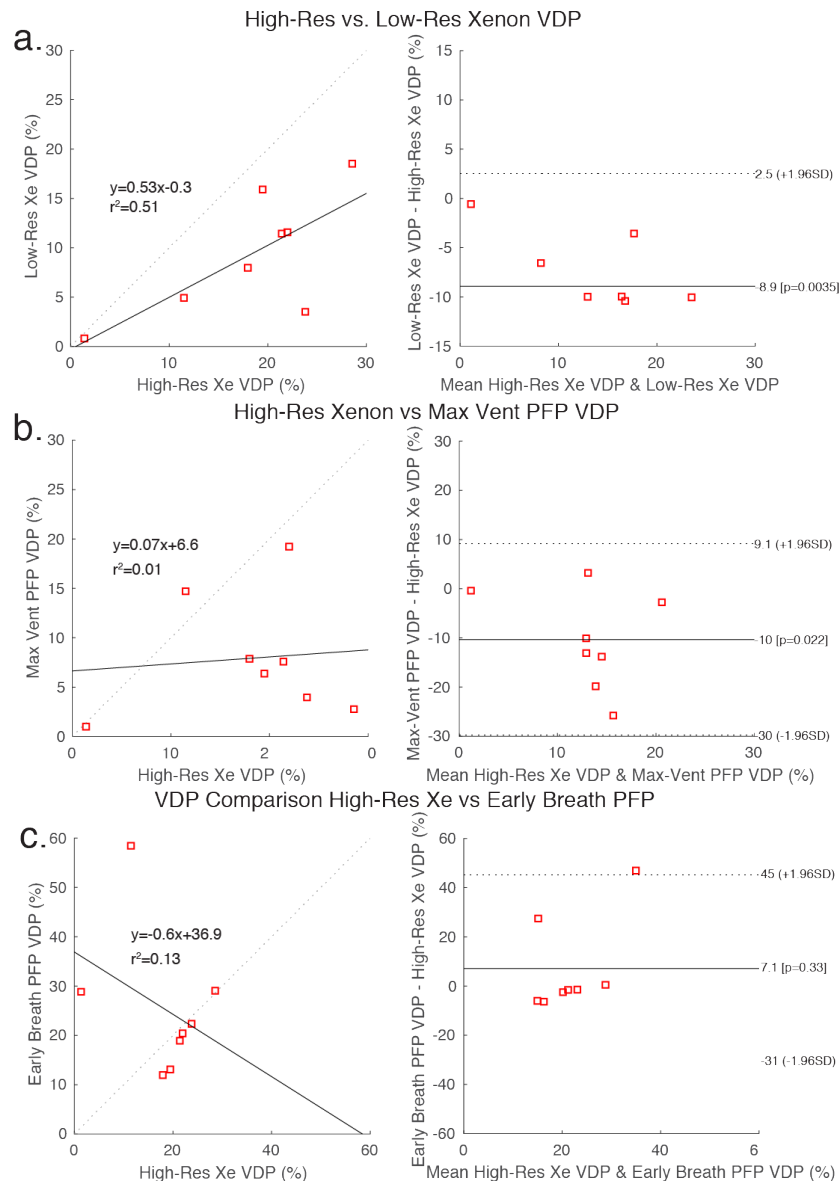 High-Res vs. Low-Res Xenon VDP
a.
30
25
20
15
10
5
0
0
10
20
30
Low-Res Xe VDP (%)
High-Res Xe VDP (%)
y=0.53x-0.3
r²=0.51
15
10
5
0
-5
-10
-15
0
10
20
30
Low-Res Xe VDP - High-Res Xe VDP (%)
Mean High-Res Xe VDP & Low-Res Xe VDP
2.5 (+1.96SD)
-8.9 [p=0.0035]
High-Res Xenon vs Max Vent PFP VDP
b.
30
25
20
15
10
5
0
0
10
2
0
Max Vent PFP VDP (%)
High-Res Xe VDP (%)
y=0.07x+6.6
r²=0.01
30
20
10
0
-10
-20
-30
0
10
20
30
Max-Vent PFP VDP - High-Res Xe VDP (%)
Mean High-Res Xe VDP & Max-Vent PFP VDP (%)
9.1 (+1.96SD)
-10 [p=0.022]
-30 (-1.96SD)
VDP Comparison High-Res Xe vs Early Breath PFP
c.
60
50
40
30
20
10
0
0
20
40
60
Early Breath PFP VDP (%)
High-Res Xe VDP (%)
y=-0.6x+36.9
r²=0.13
60
40
20
0
-20
-40
-60
0
20
40
6
Early Breath PFP VDP - High-Res Xe VDP (%)
Mean High-Res Xe VDP & Early Breath PFP VDP (%)
45 (+1.96SD)
7.1 [p=0.33]
-31 (-1.96SD)